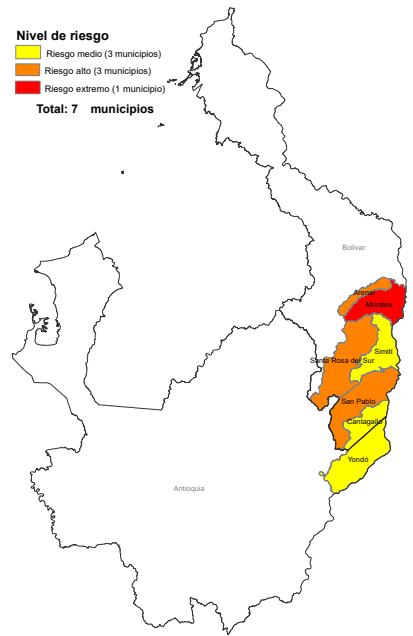 Nivel de riesgo
Riesgo medio (3 municipios)
Riesgo alto (3 municipios)
Riesgo extremo (1 municipio)
Total: 7 municipios
Bolívar
Arenal
Morales
Simití
Santa Rosa del Sur
San Pablo
Cantagallo
Yondó
Antioquia